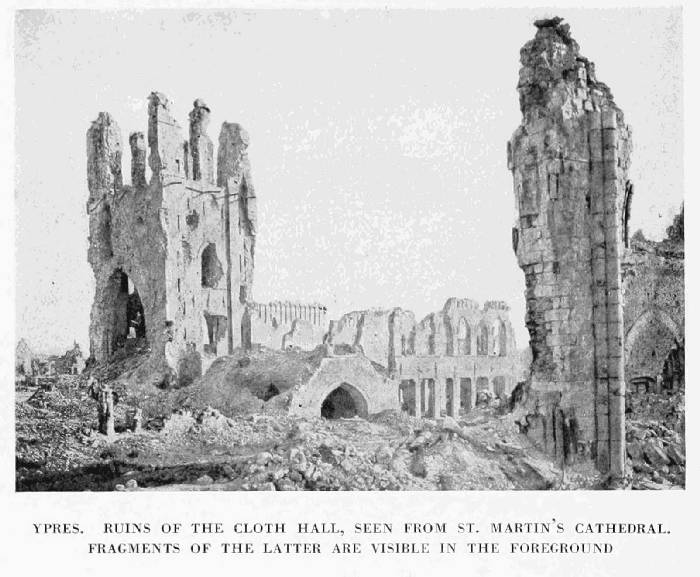 YPRES. RUINS OF THE CLOTH HALL, SEEN FROM ST. MARTIN'S CATHEDRAL.
FRAGMENTS OF THE LATTER ARE VISIBLE IN THE FOREGROUND